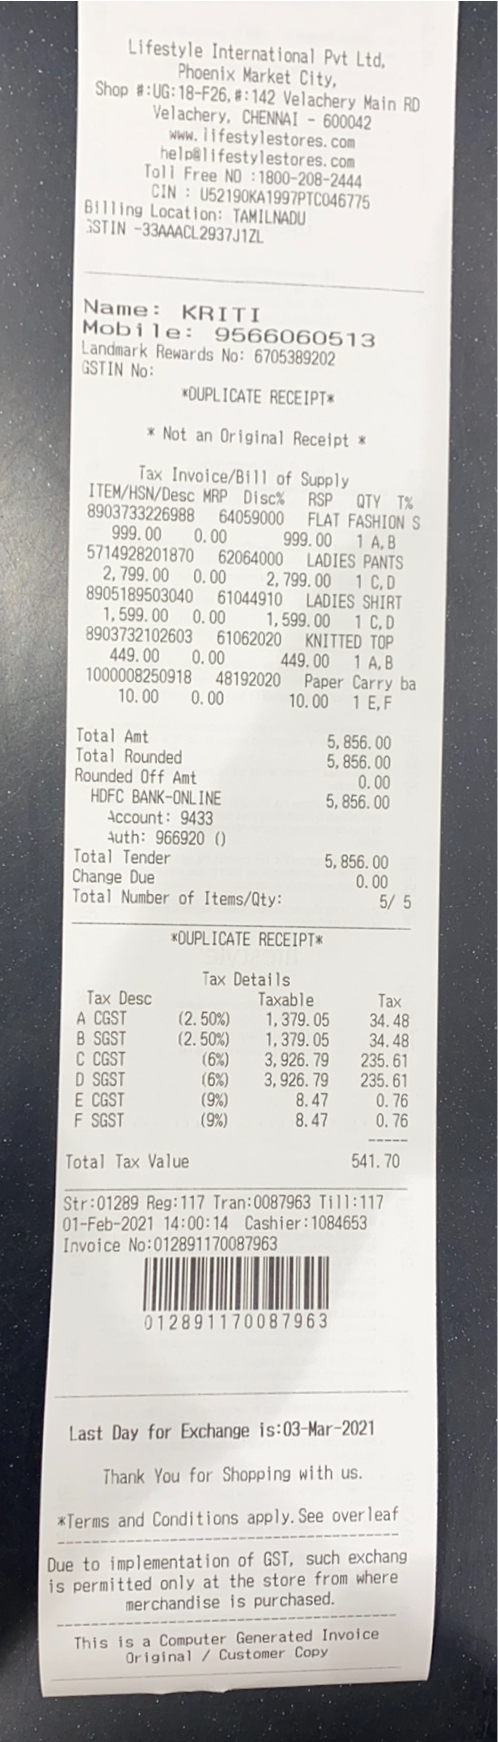 Lifestyle International Pvt Ltd,
Phoenix Market City,
Shop #:UG:18-F26,#:142 Velachery Main RD
Velachery, CHENNAI - 600042
www.lifestylestores.com
help@lifestylestores.com
Toll Free NO :1800-208-2444
CIN : U52190KA1997PTC046775
Billing Location: TAMILNADU
GSTIN -33AAACL2937J1ZL
Name: KRITI
Mobile: 9566060513
Landmark Rewards No: 6705389202
GSTIN No:
*DUPLICATE RECEIPT*
* Not an Original Receipt *
Tax Invoice/Bill of Supply
ITEM/HSN/Desc MRP Disc% RSP QTY T%
8903733226988 64059000 FLAT FASHION S
999.00 0.00 999.00 1 A,B
5714928201870 62064000 LADIES PANTS
2,799.00 0.00 2,799.00 1 C,D
8905189503040 61044910 LADIES SHIRT
1,599.00 0.00 1,599.00 1 C,D
8903732102603 61062020 KNITTED TOP
449.00 0.00 449.00 1 A,B
1000008250918 48192020 Paper Carry ba
10.00 0.00 10.00 1 E,F
Total Amt 5,856.00
Total Rounded 5,856.00
Rounded Off Amt 0.00
HDFC BANK-ONLINE 5,856.00
Account: 9433
Auth: 966920 ()
Total Tender 5,856.00
Change Due 0.00
Total Number of Items/Qty: 5/ 5
*DUPLICATE RECEIPT*
Tax Details
Tax Desc Taxable Tax
A CGST (2.50%) 1,379.05 34.48
B SGST (2.50%) 1,379.05 34.48
C CGST (6%) 3,926.79 235.61
D SGST (6%) 3,926.79 235.61
E CGST (9%) 8.47 0.76
F SGST (9%) 8.47 0.76
-----
Total Tax Value 541.70
Str:01289 Reg:117 Tran:0087963 Till:117
01-Feb-2021 14:00:14 Cashier:1084653
Invoice No:012891170087963
012891170087963
Last Day for Exchange is:03-Mar-2021
Thank You for Shopping with us.
*Terms and Conditions apply.See overleaf
Due to implementation of GST, such exchang
is permitted only at the store from where
merchandise is purchased.
This is a Computer Generated Invoice
Original / Customer Copy